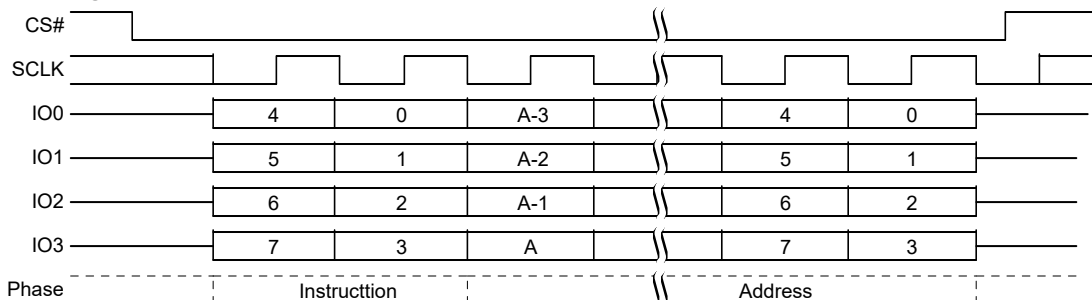 CS#
SCLK
IO0 4 0 A-3 4 0
IO1 5 1 A-2 5 1
IO2 6 2 A-1 6 2
IO3 7 3 A 7 3
Phase Instructtion Address